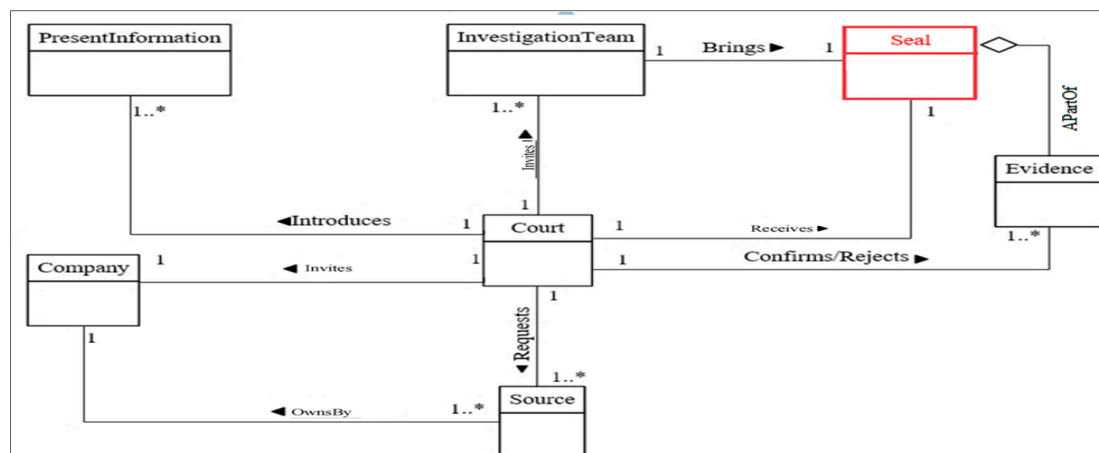 PresentInformation
InvestigationTeam
Seal
1 Brings ► 1
1..*
1..*
1
APartOf
Evidence
Invites
1
◄Introduces 1
Court
1
Receives ►
1..*
Company
1
◄ Invites
1
1
Confirms/Rejects ►
1
1
◄ Requests
1..*
Source
◄ OwnsBy
1..*